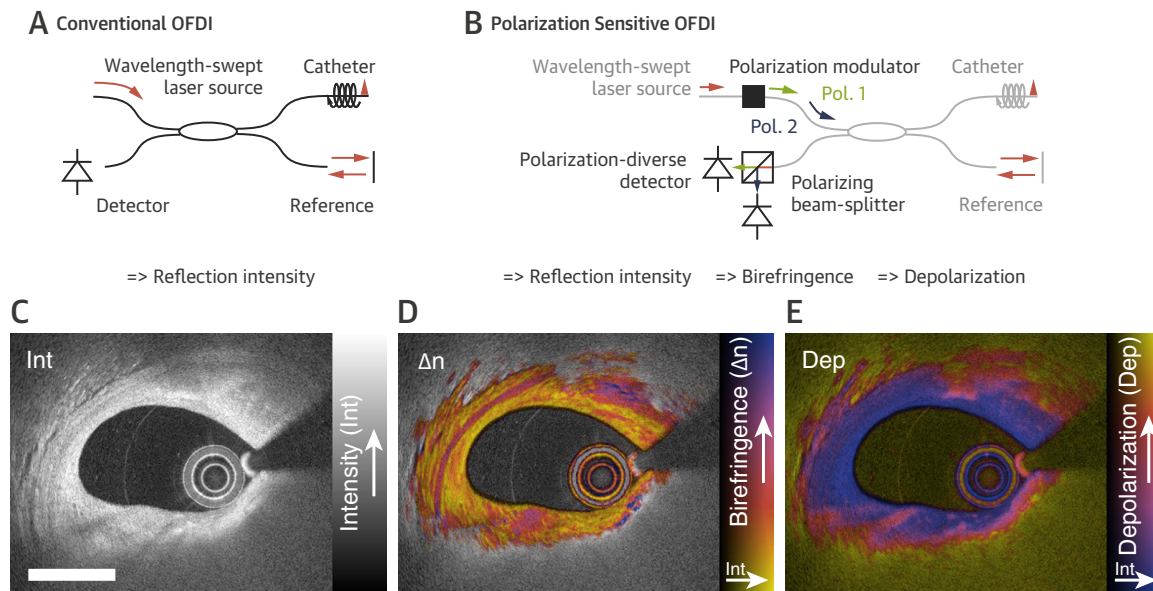 A Conventional OFDI
Wavelength-swept
laser source
Catheter
Detector
Reference
=> Reflection intensity
B Polarization Sensitive OFDI
Wavelength-swept
laser source
Polarization modulator
Pol. 1
Pol. 2
Catheter
Polarization-diverse
detector
Polarizing
beam-splitter
Reference
=> Reflection intensity => Birefringence => Depolarization
C
Int
Intensity (Int)
D
Δn
Birefringence (Δn)
Int
E
Dep
Depolarization (Dep)
Int